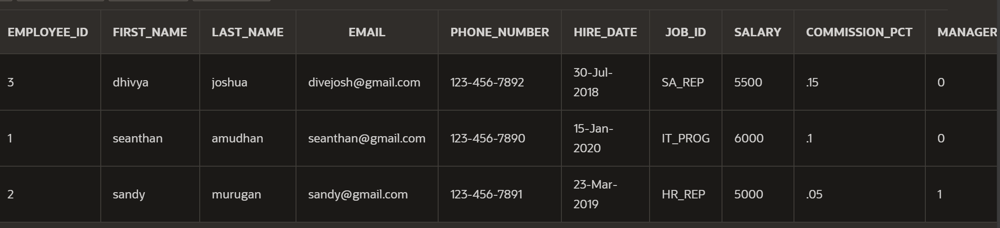 EMPLOYEE_ID FIRST_NAME LAST_NAME EMAIL PHONE_NUMBER HIRE_DATE JOB_ID SALARY COMMISSION_PCT MANAGER
3 dhivya joshua divejosh@gmail.com 123-456-7892 30-Jul-2018 SA_REP 5500 .15 0
1 seanthan amudhan seanthan@gmail.com 123-456-7890 15-Jan-2020 IT_PROG 6000 .1 0
2 sandy murugan sandy@gmail.com 123-456-7891 23-Mar-2019 HR_REP 5000 .05 1